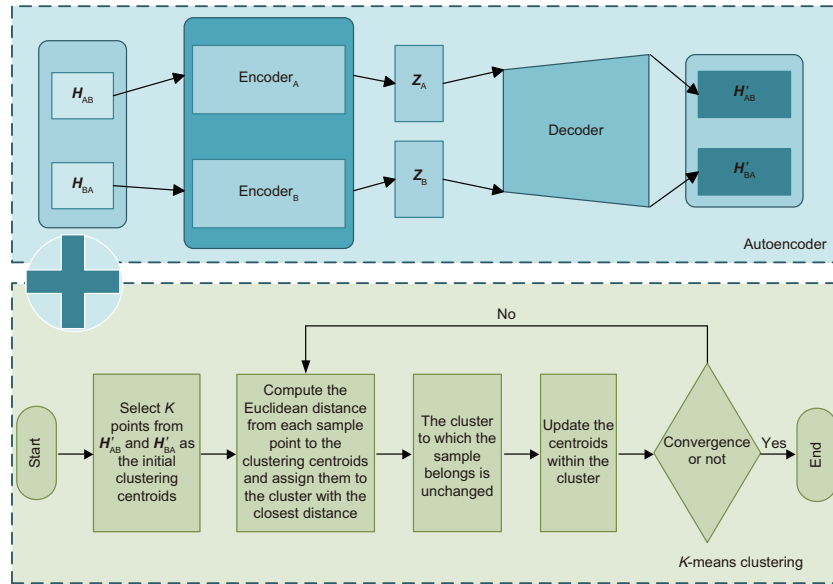 H_AB
Encoder_A
Z_A
Decoder
H'_AB
H_BA
Encoder_B
Z_B
H'_BA
Autoencoder
No
Start
Select K
points from
H'_AB and H'_BA as
the initial
clustering
centroids
Compute the
Euclidean distance
from each sample
point to the
clustering centroids
and assign them to
the cluster with the
closest distance
The cluster
to which the
sample
belongs is
unchanged
Update the
centroids
within the
cluster
Convergence
or not
Yes
End
K-means clustering